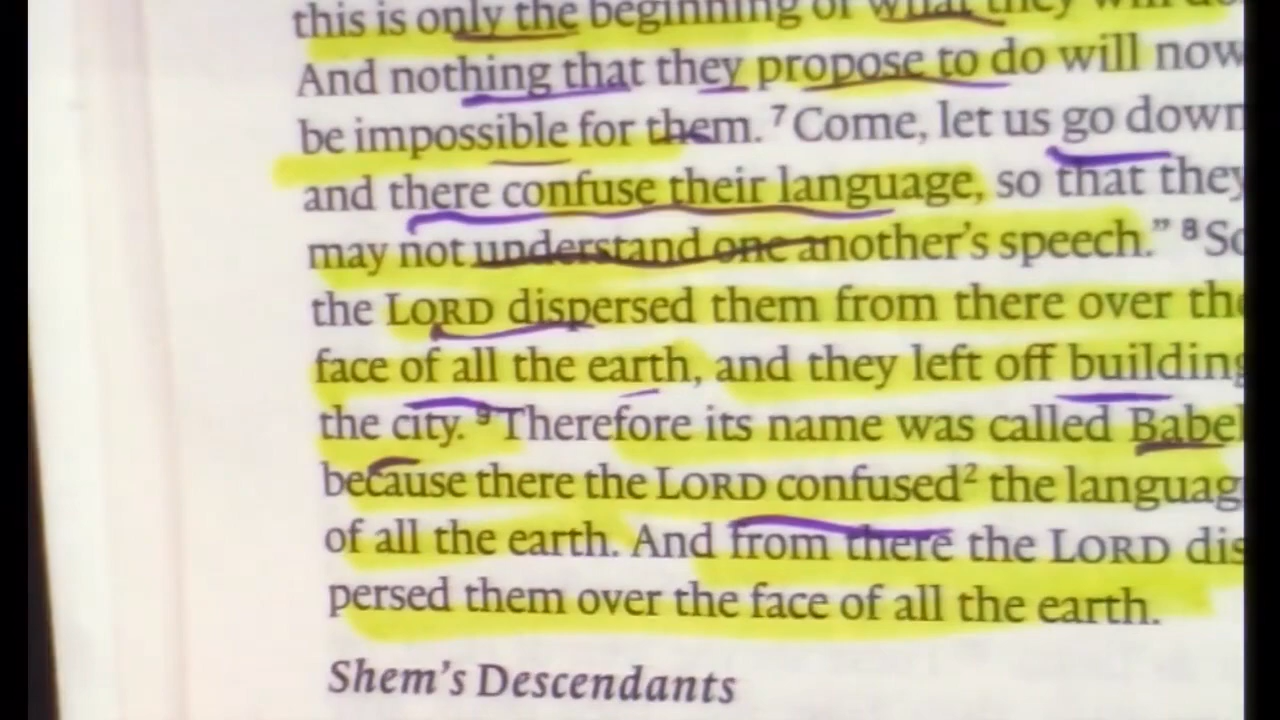 this is only the beginning of what they will do.
And nothing that they propose to do will now
be impossible for them. ⁷ Come, let us go down
and there confuse their language, so that they
may not understand one another’s speech.” ⁸ So
the LORD dispersed them from there over the
face of all the earth, and they left off building
the city. ⁹ Therefore its name was called Babel
because there the LORD confused² the languag
of all the earth. And from there the LORD dis
persed them over the face of all the earth.
Shem’s Descendants